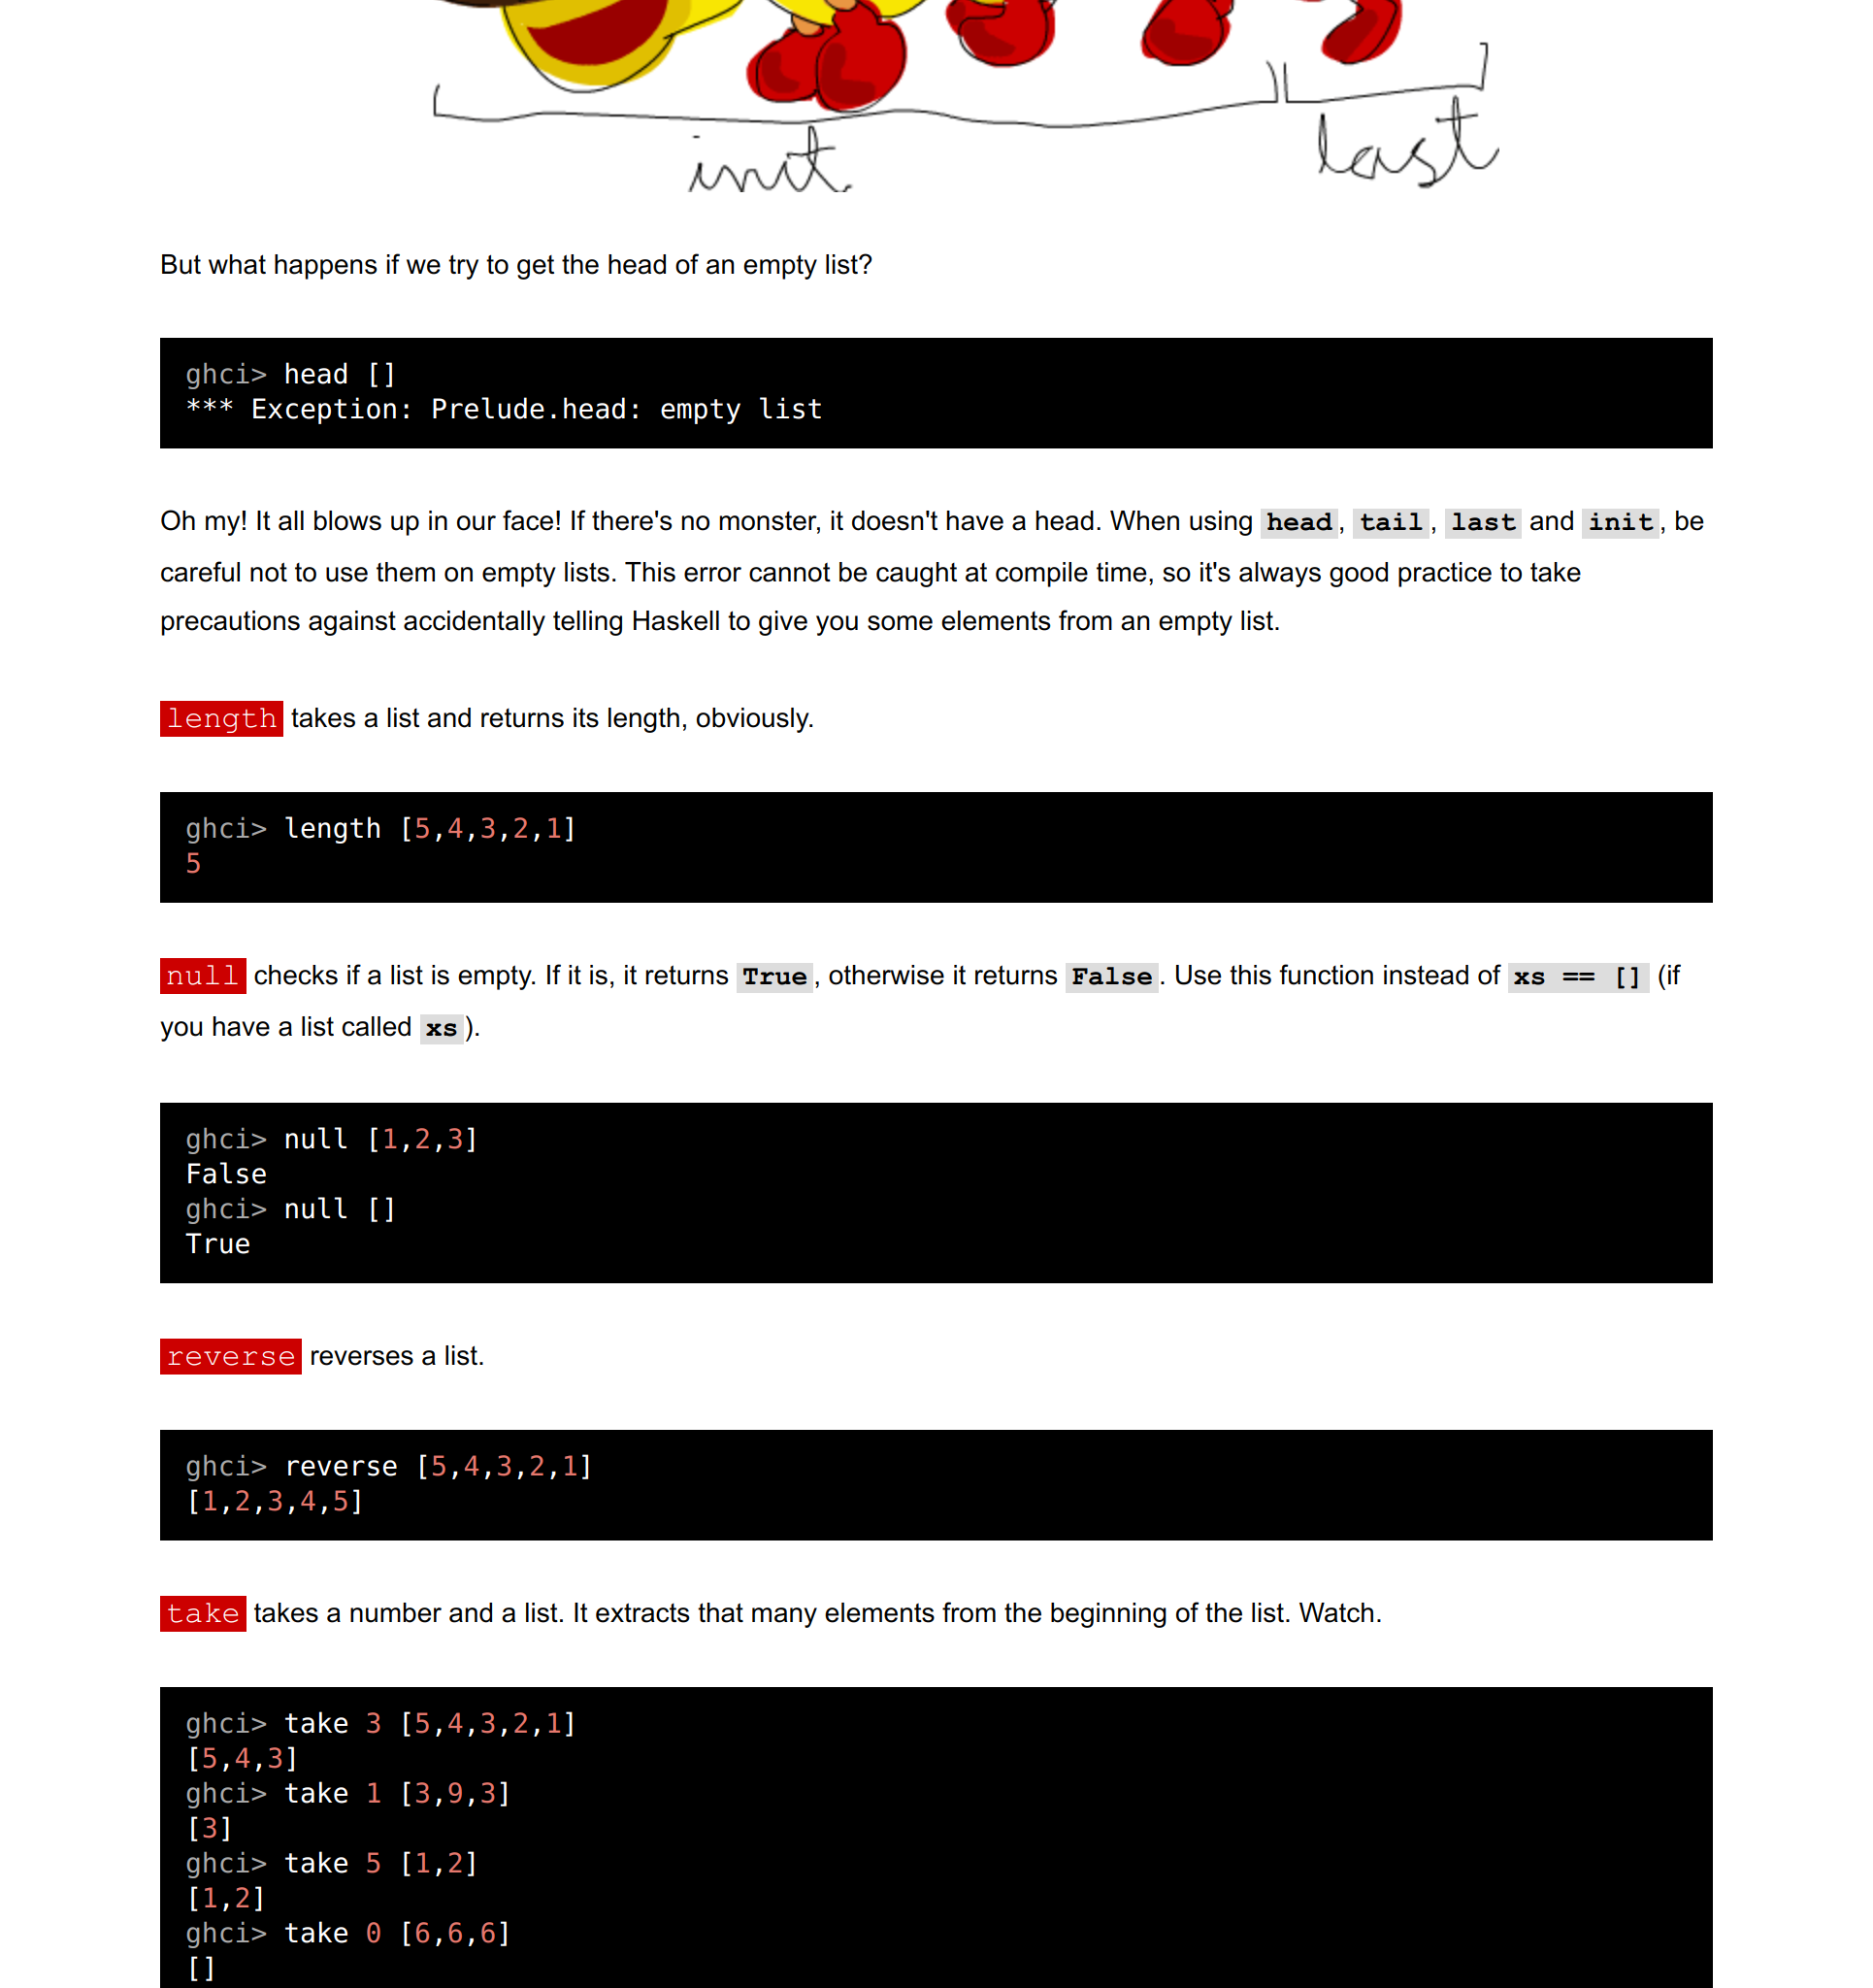 init
last
But what happens if we try to get the head of an empty list?
ghci> head []
*** Exception: Prelude.head: empty list
Oh my! It all blows up in our face! If there's no monster, it doesn't have a head. When using head, tail, last and init, be
careful not to use them on empty lists. This error cannot be caught at compile time, so it's always good practice to take
precautions against accidentally telling Haskell to give you some elements from an empty list.
length takes a list and returns its length, obviously.
ghci> length [5,4,3,2,1]
5
null checks if a list is empty. If it is, it returns True, otherwise it returns False. Use this function instead of xs == [] (if
you have a list called xs).
ghci> null [1,2,3]
False
ghci> null []
True
reverse reverses a list.
ghci> reverse [5,4,3,2,1]
[1,2,3,4,5]
take takes a number and a list. It extracts that many elements from the beginning of the list. Watch.
ghci> take 3 [5,4,3,2,1]
[5,4,3]
ghci> take 1 [3,9,3]
[3]
ghci> take 5 [1,2]
[1,2]
ghci> take 0 [6,6,6]
[]